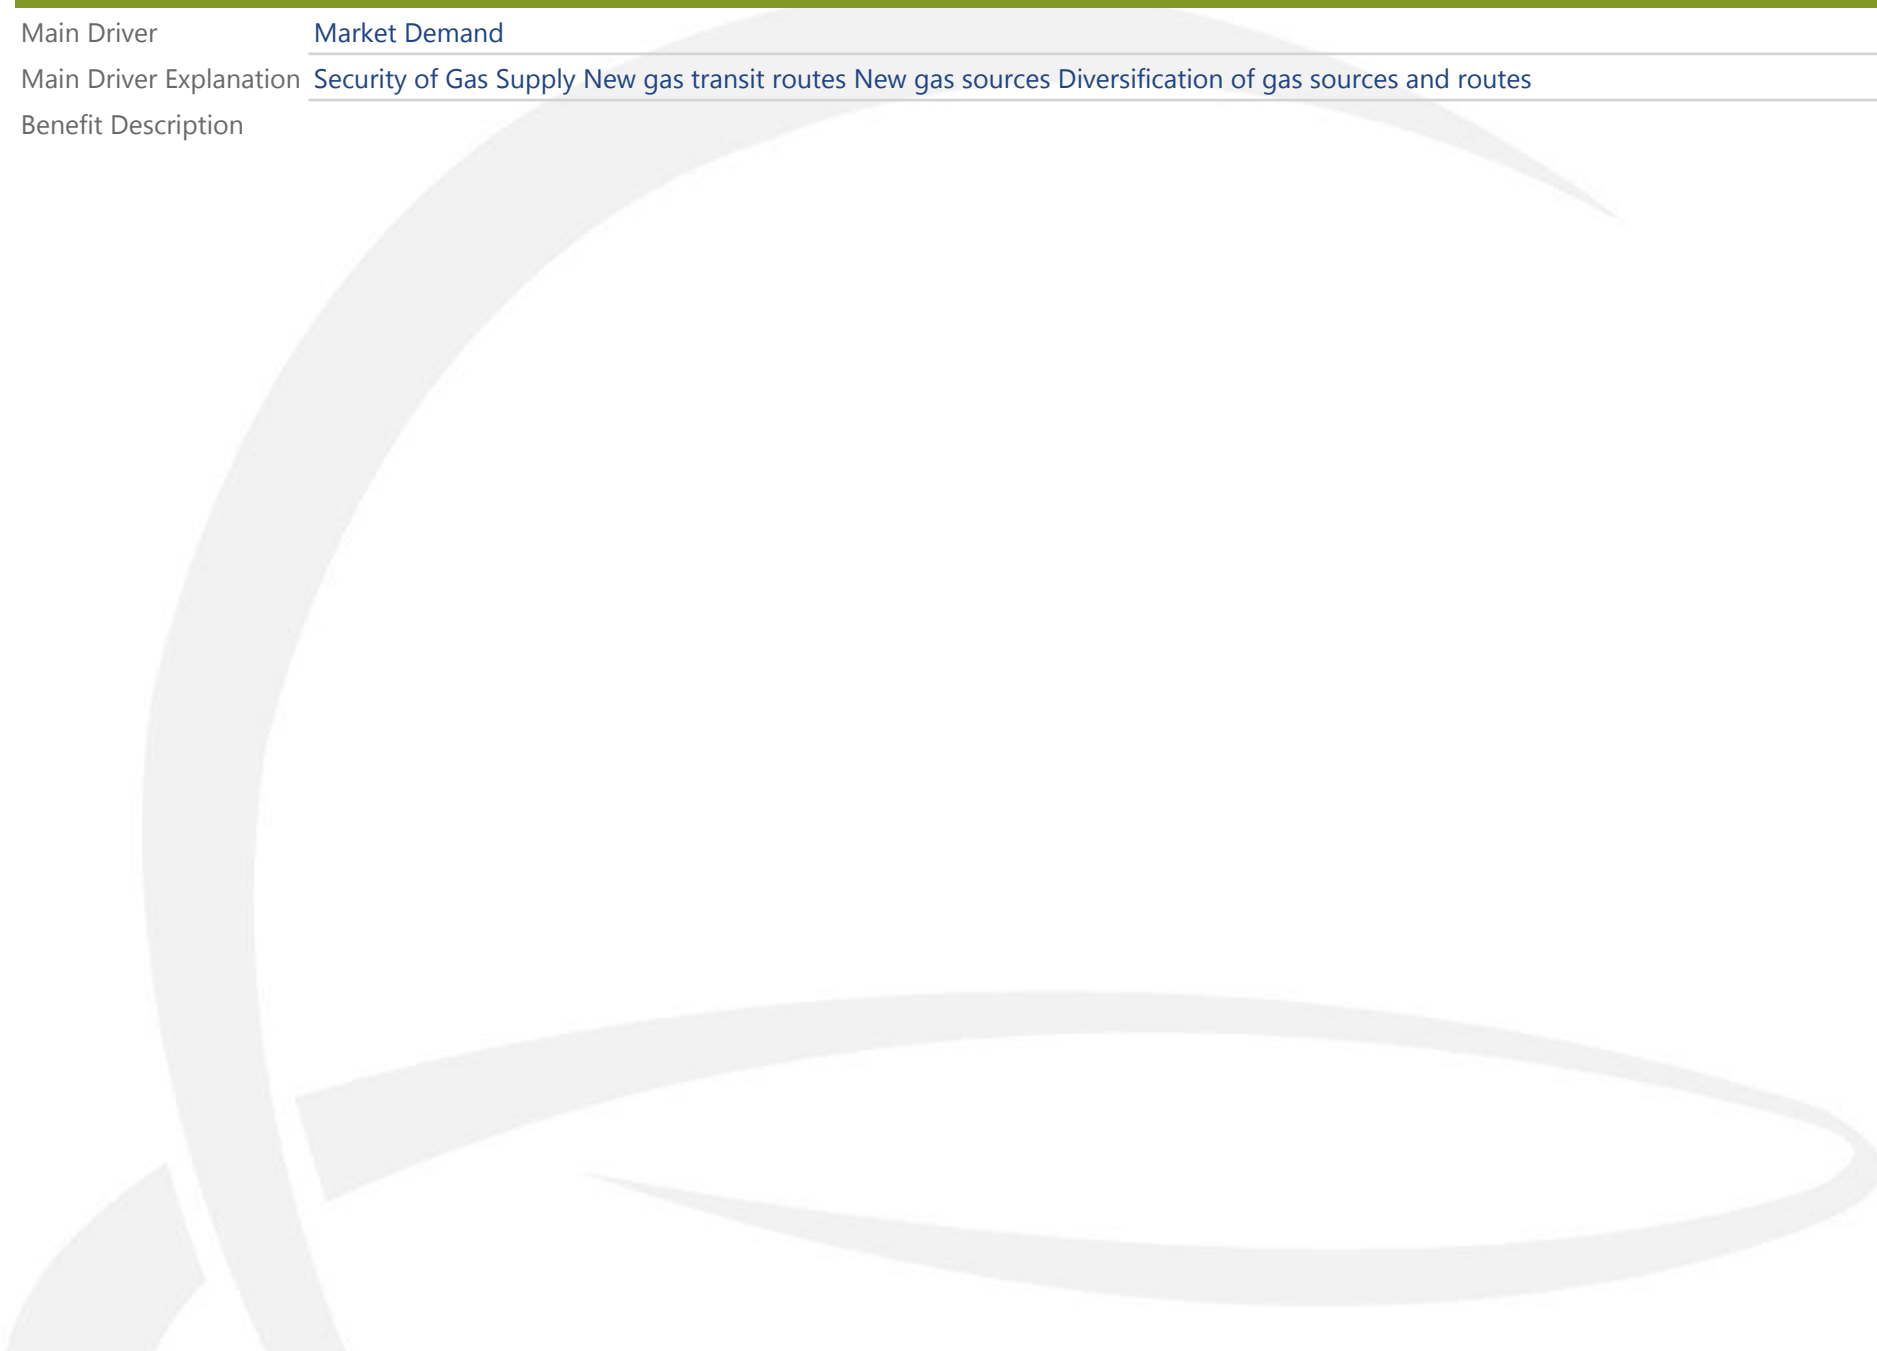 Main Driver Market Demand
Main Driver Explanation Security of Gas Supply New gas transit routes New gas sources Diversification of gas sources and routes
Benefit Description